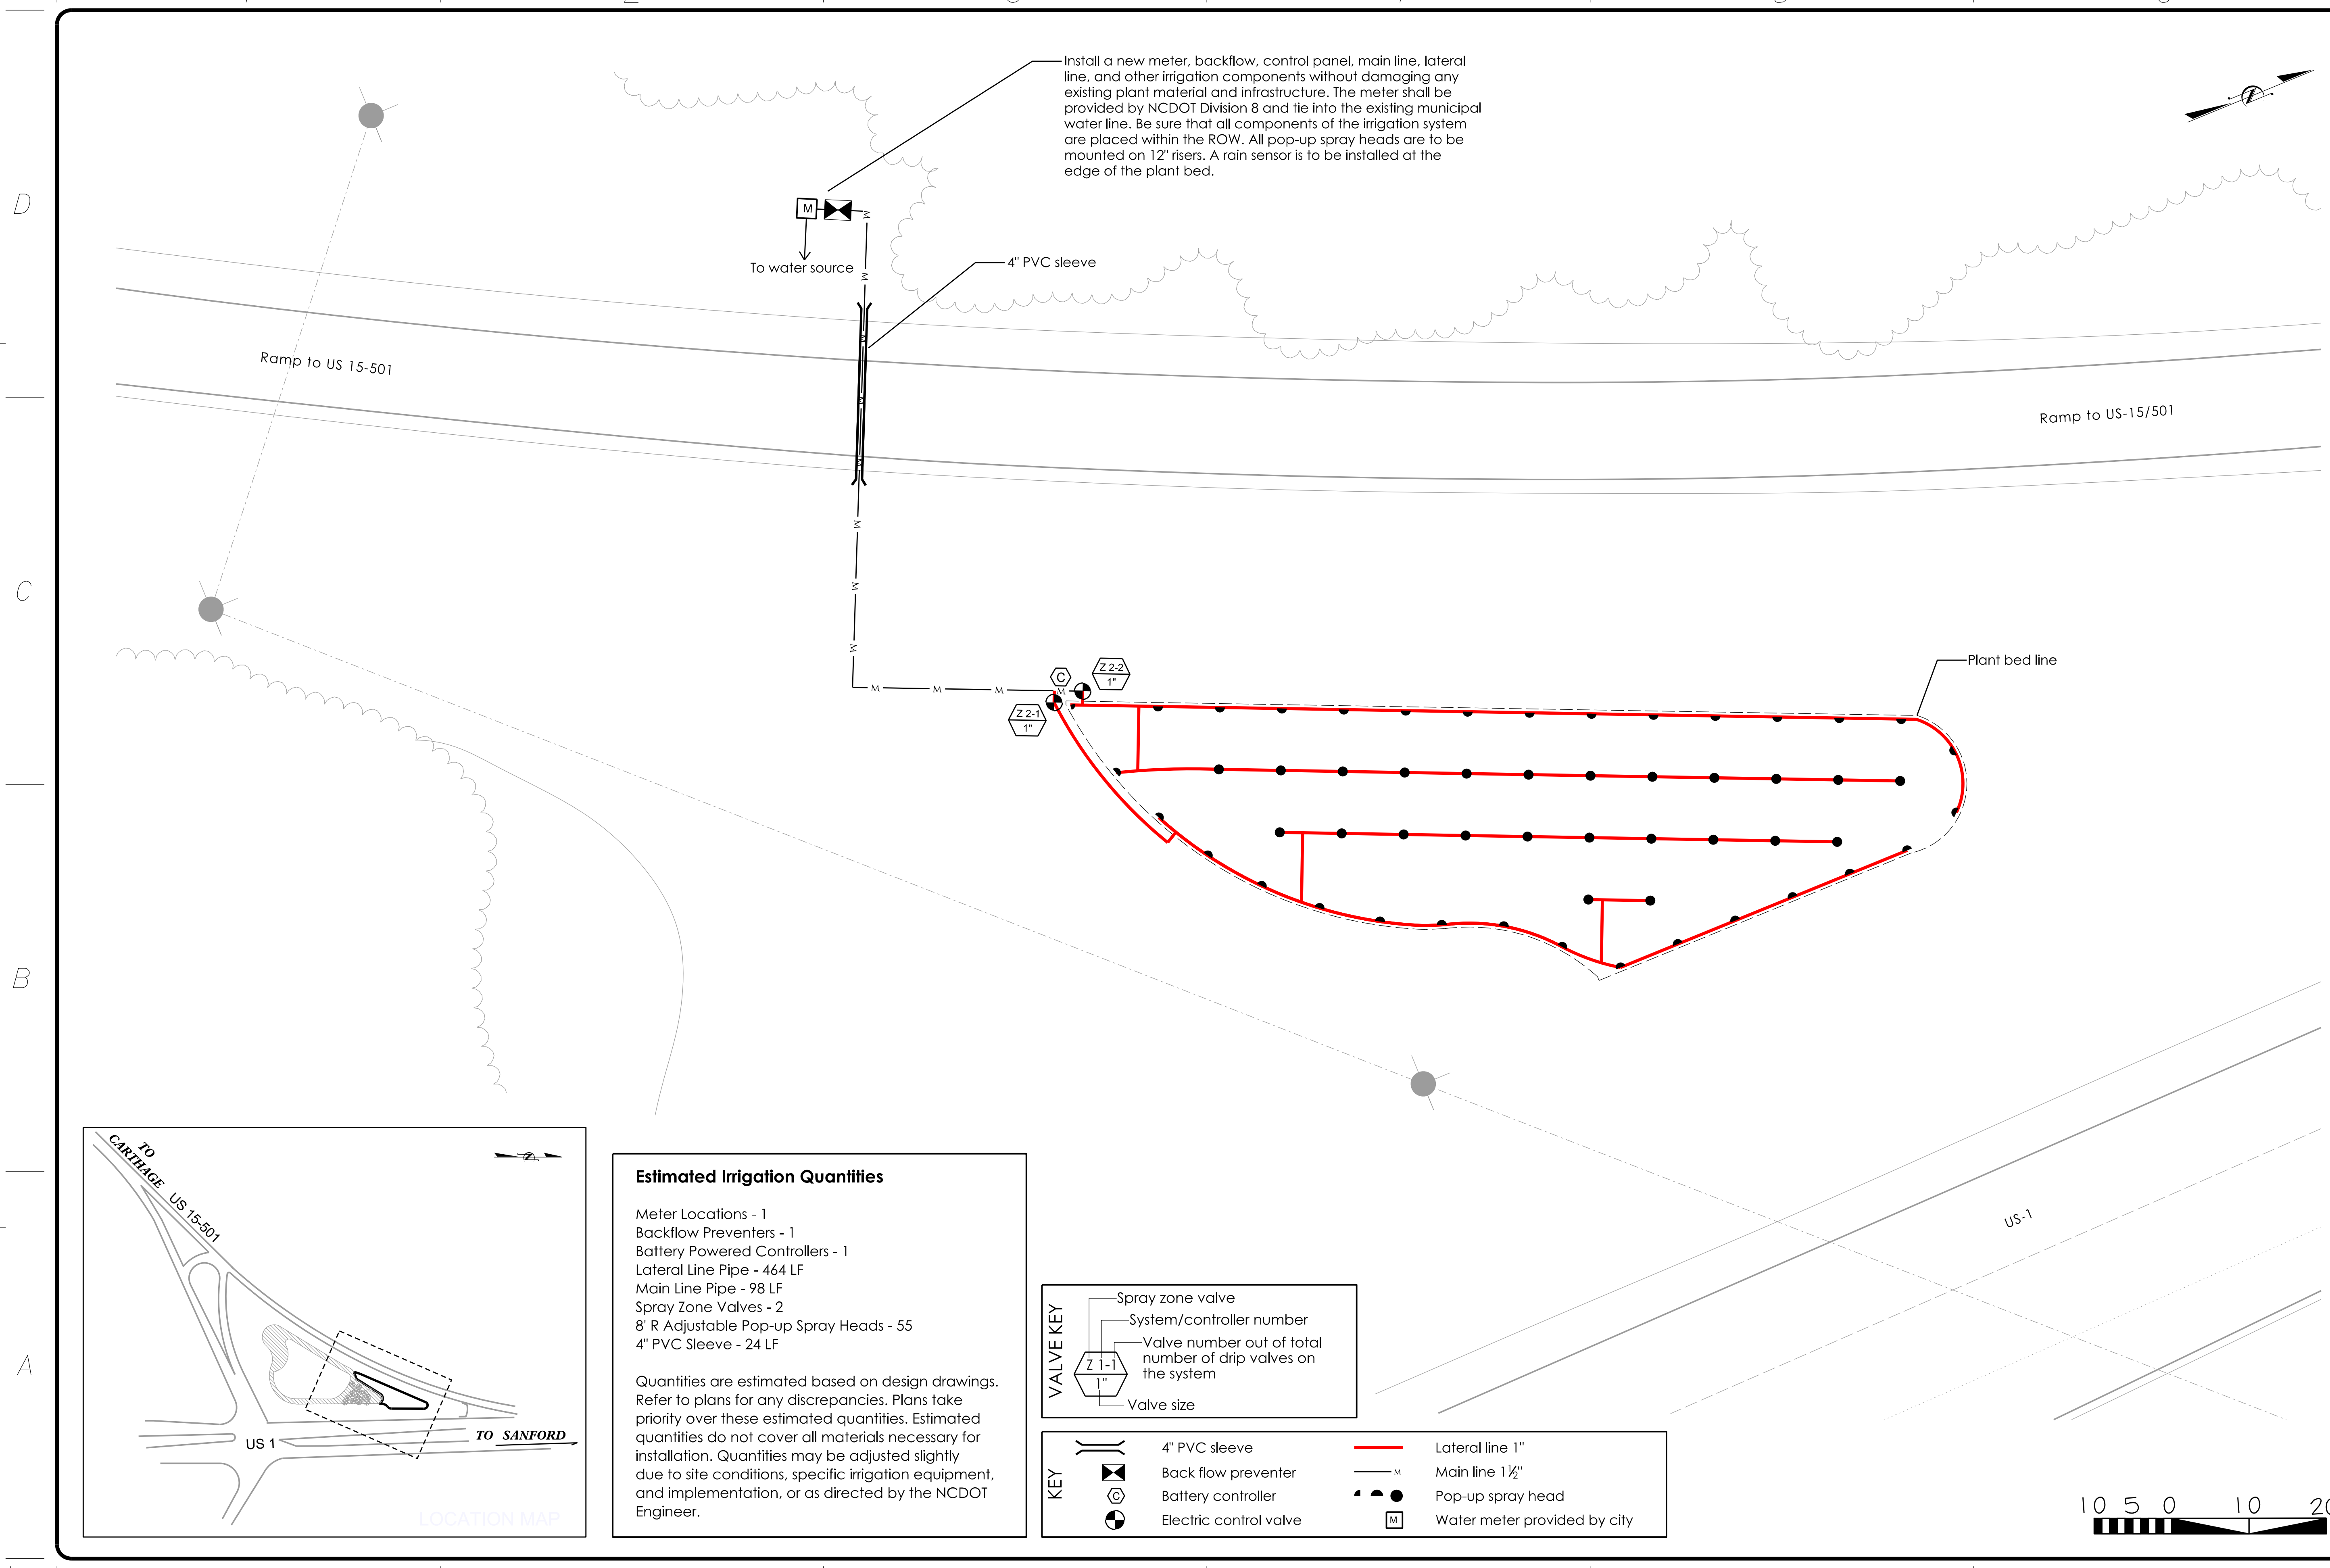 Install a new meter, backflow, control panel, main line, lateral
line, and other irrigation components without damaging any
existing plant material and infrastructure. The meter shall be
provided by NCDOT Division 8 and tie into the existing municipal
water line. Be sure that all components of the irrigation system
are placed within the ROW. All pop-up spray heads are to be
mounted on 12" risers. A rain sensor is to be installed at the
edge of the plant bed.
D
M
M
To water source
M
4" PVC sleeve
M
Ramp to US 15-501
M
M
Ramp to US-15/501
M
C
M
M
M
M
M
M
C
Z 2-2
1"
Z 2-1
1"
Plant bed line
B
A
TO
CARTHAGE
US 15-501
US 1
TO SANFORD
LOCATION MAP
Estimated Irrigation Quantities
Meter Locations - 1
Backflow Preventers - 1
Battery Powered Controllers - 1
Lateral Line Pipe - 464 LF
Main Line Pipe - 98 LF
Spray Zone Valves - 2
8' R Adjustable Pop-up Spray Heads - 55
4" PVC Sleeve - 24 LF
Quantities are estimated based on design drawings.
Refer to plans for any discrepancies. Plans take
priority over these estimated quantities. Estimated
quantities do not cover all materials necessary for
installation. Quantities may be adjusted slightly
due to site conditions, specific irrigation equipment,
and implementation, or as directed by the NCDOT
Engineer.
VALVE KEY
Spray zone valve
System/controller number
Valve number out of total
number of drip valves on
the system
Z 1-1
1"
Valve size
KEY
4" PVC sleeve
Back flow preventer
C
Battery controller
Electric control valve
Lateral line 1"
M
Main line 1½"
Pop-up spray head
M
Water meter provided by city
US-1
10 5 0 10